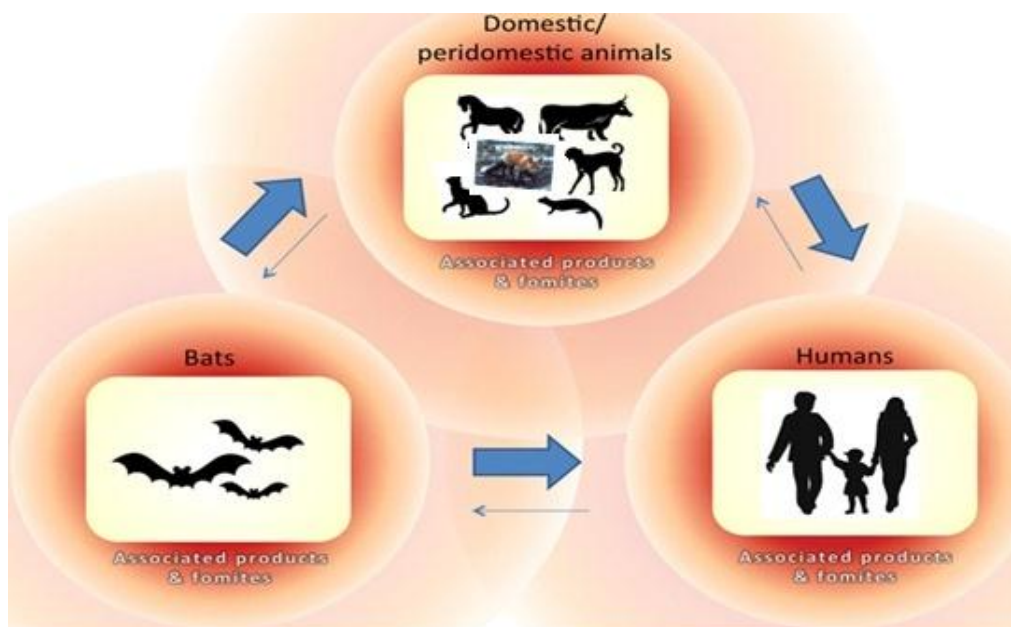 Domestic/
peridomestic animals
Associated products
& fomites
Bats
Associated products
& fomites
Humans
Associated products
& fomites